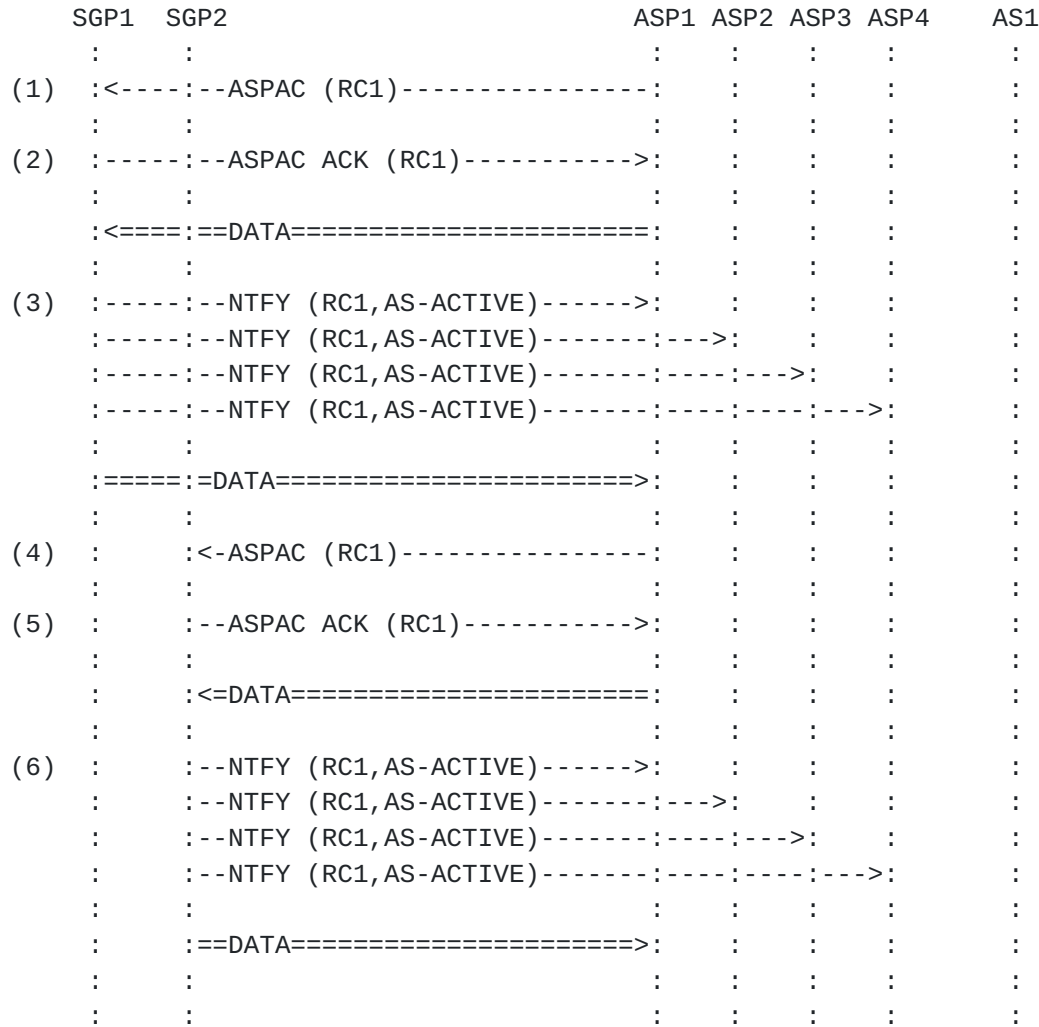 SGP1  SGP2                          ASP1 ASP2 ASP3 ASP4    AS1
     :     :                             :    :    :    :       :
(1)  :<----:--ASPAC (RC1)----------------:    :    :    :       :
     :     :                             :    :    :    :       :
(2)  :-----:--ASPAC ACK (RC1)----------->:    :    :    :       :
     :     :                             :    :    :    :       :
     :<====:==DATA=======================:    :    :    :       :
     :     :                             :    :    :    :       :
(3)  :-----:--NTFY (RC1,AS-ACTIVE)------>:    :    :    :       :
     :-----:--NTFY (RC1,AS-ACTIVE)-------:--->:    :    :       :
     :-----:--NTFY (RC1,AS-ACTIVE)-------:----:--->:    :       :
     :-----:--NTFY (RC1,AS-ACTIVE)-------:----:----:--->:       :
     :     :                             :    :    :    :       :
     :=====:=DATA=======================>:    :    :    :       :
     :     :                             :    :    :    :       :
(4)  :     :<-ASPAC (RC1)----------------:    :    :    :       :
     :     :                             :    :    :    :       :
(5)  :     :--ASPAC ACK (RC1)----------->:    :    :    :       :
     :     :                             :    :    :    :       :
     :     :<=DATA=======================:    :    :    :       :
     :     :                             :    :    :    :       :
(6)  :     :--NTFY (RC1,AS-ACTIVE)------>:    :    :    :       :
     :     :--NTFY (RC1,AS-ACTIVE)-------:--->:    :    :       :
     :     :--NTFY (RC1,AS-ACTIVE)-------:----:--->:    :       :
     :     :--NTFY (RC1,AS-ACTIVE)-------:----:----:--->:       :
     :     :                             :    :    :    :       :
     :     :==DATA======================>:    :    :    :       :
     :     :                             :    :    :    :       :
     :     :                             :    :    :    :       :